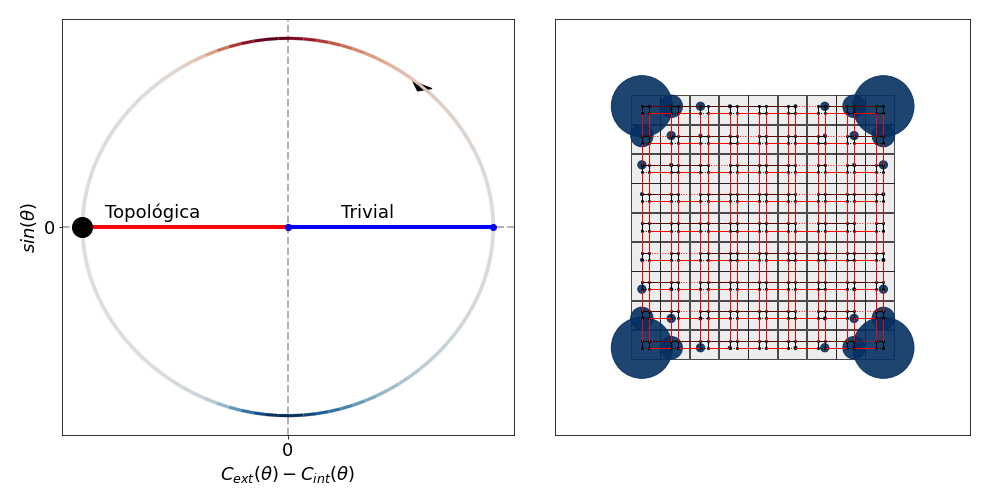 Topológica
Trivial
sin(θ)
0
0
C_ext(θ) − C_int(θ)